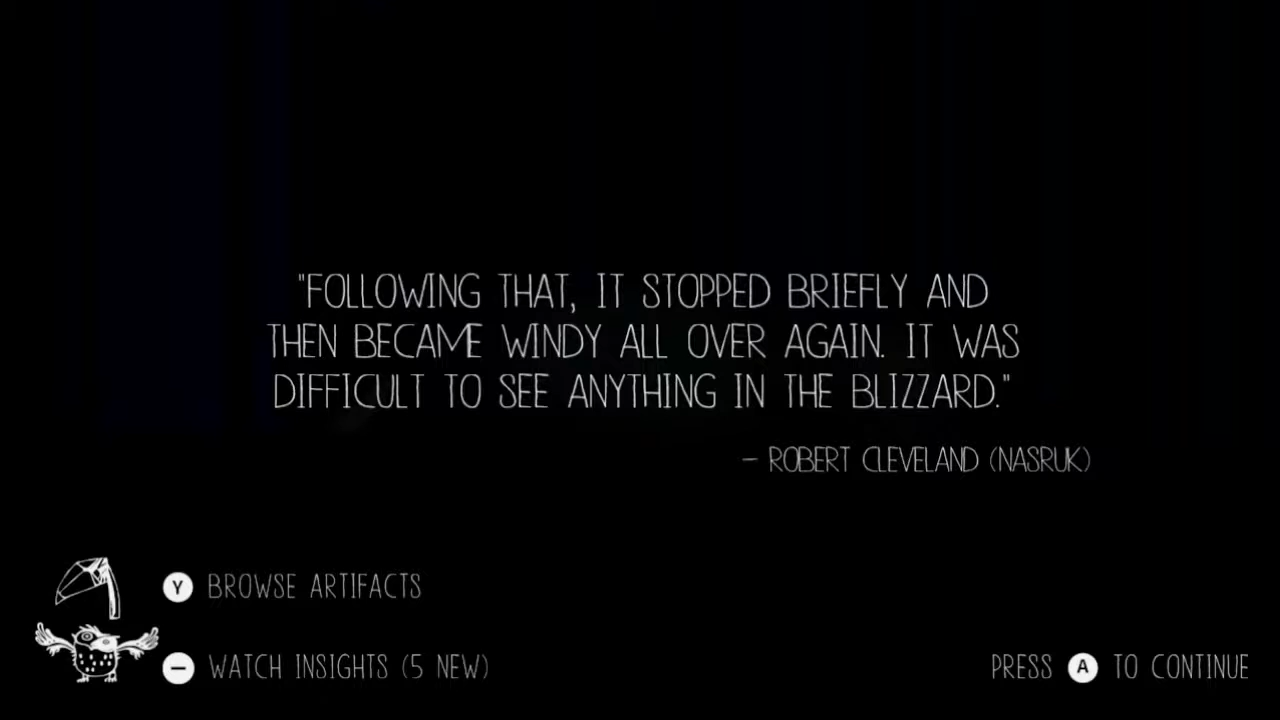 "FOLLOWING THAT, IT STOPPED BRIEFLY AND
THEN BECAME WINDY ALL OVER AGAIN. IT WAS
DIFFICULT TO SEE ANYTHING IN THE BLIZZARD."
– ROBERT CLEVELAND (NASRUK)
Y BROWSE ARTIFACTS
– WATCH INSIGHTS (5 NEW)
PRESS A TO CONTINUE